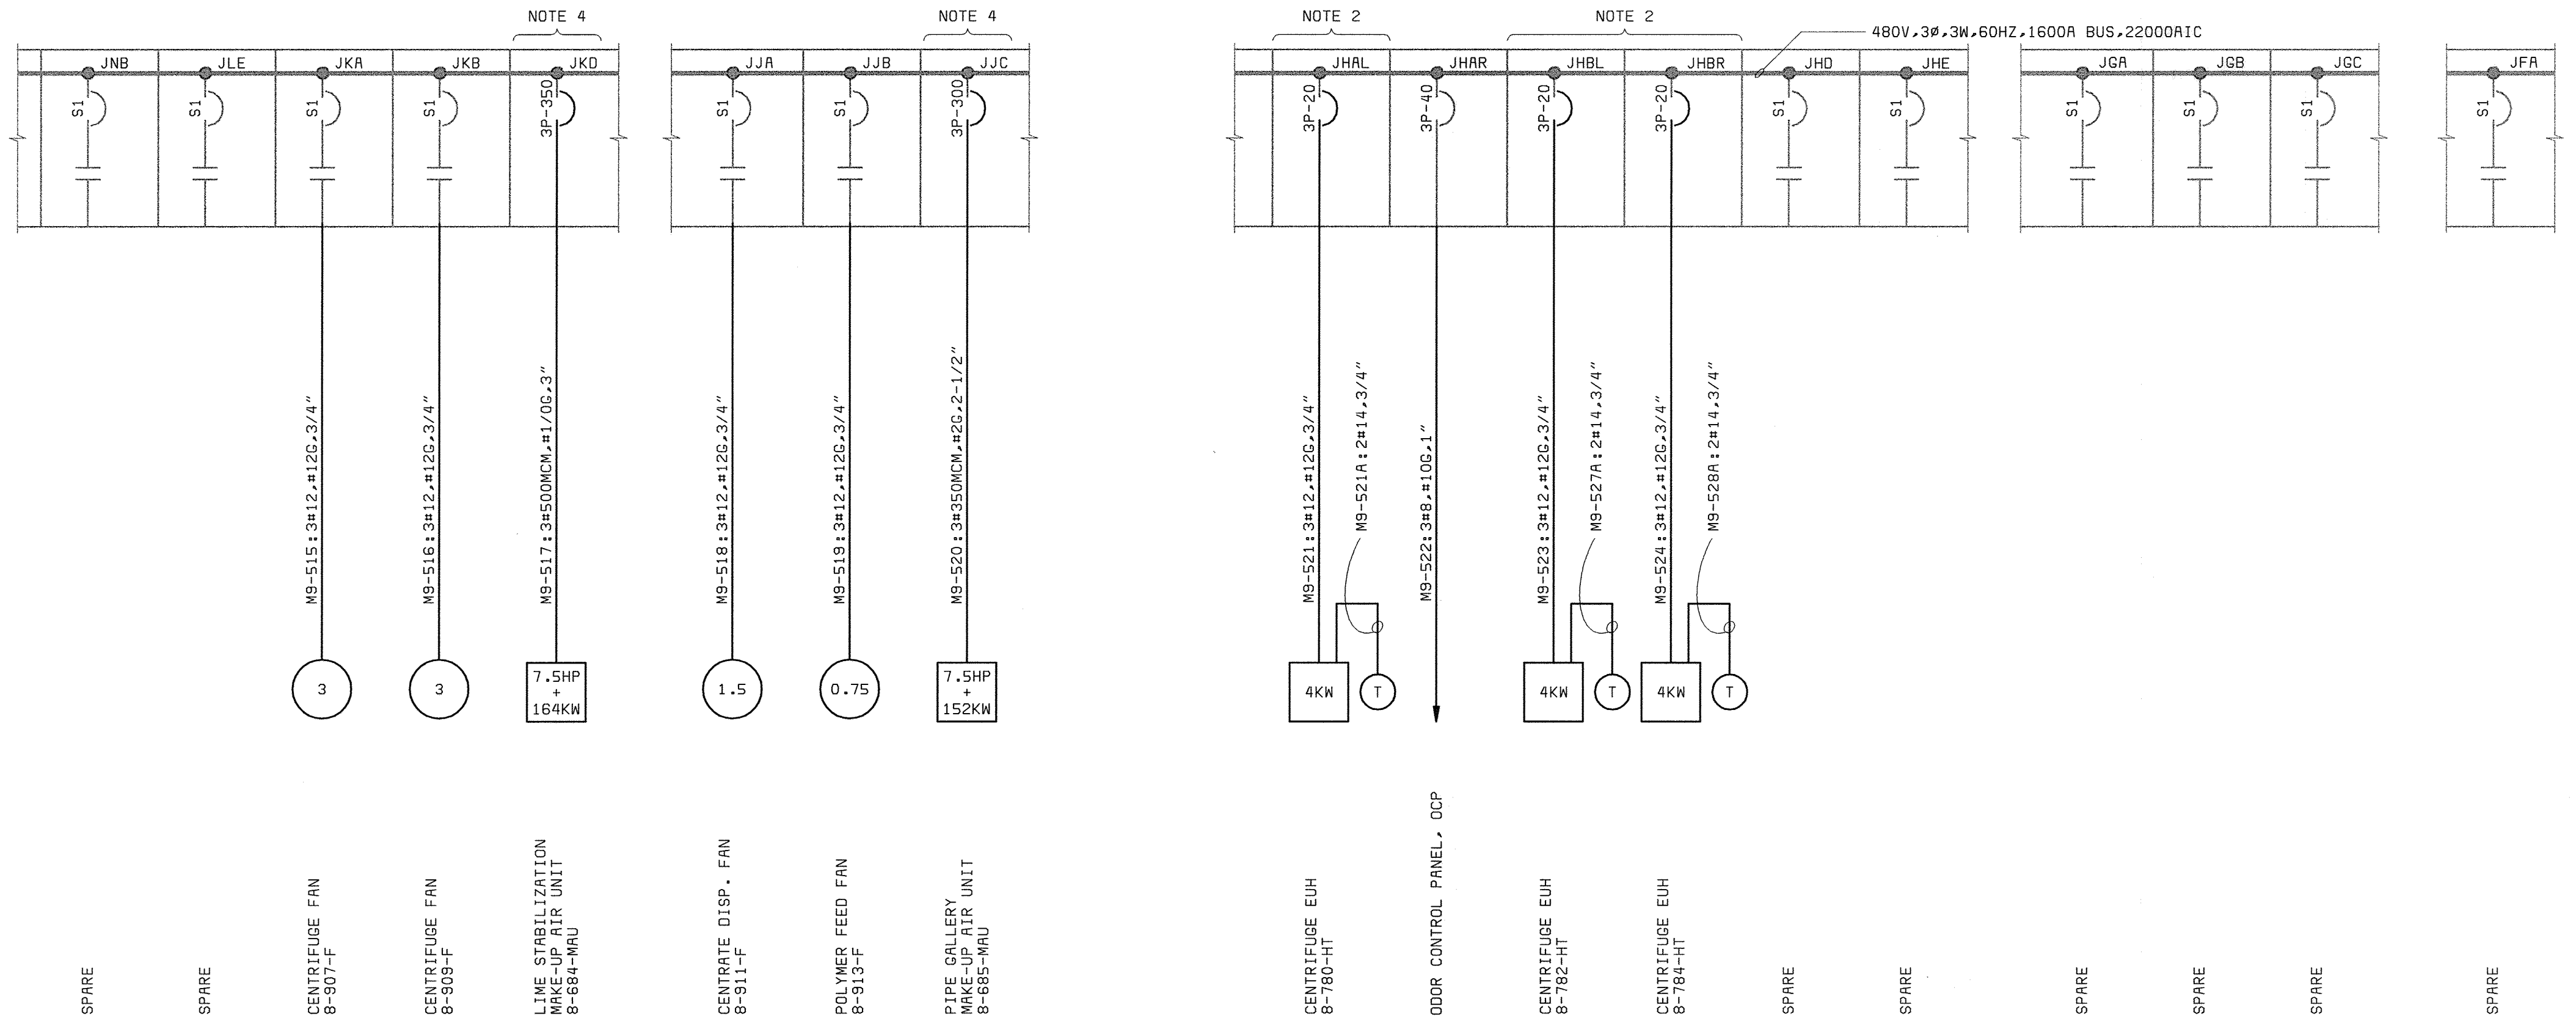 NOTE 4
NOTE 4
NOTE 2
NOTE 2
480V,3Ø,3W,60HZ,1600A BUS,22000AIC
JNB
JLE
JKA
JKB
JKD
JJA
JJB
JJC
JHAL
JHAR
JHBL
JHBR
JHD
JHE
JGA
JGB
JGC
JFA
S1
S1
S1
S1
3P-350
S1
S1
3P-300
3P-20
3P-40
3P-20
3P-20
S1
S1
S1
S1
S1
S1
M9-515:3#12,#12G,3/4"
M9-516:3#12,#12G,3/4"
M9-517:3#500MCM,#1/0G,3"
M9-518:3#12,#12G,3/4"
M9-519:3#12,#12G,3/4"
M9-520:3#350MCM,#2G,2-1/2"
M9-521:3#12,#12G,3/4"
M9-521A:2#14,3/4"
M9-522:3#8,#10G,1"
M9-523:3#12,#12G,3/4"
M9-527A:2#14,3/4"
M9-524:3#12,#12G,3/4"
M9-528A:2#14,3/4"
3
3
7.5HP
+
164KW
1.5
0.75
7.5HP
+
152KW
4KW
T
4KW
T
4KW
T
SPARE
SPARE
CENTRIFUGE FAN
8-907-F
CENTRIFUGE FAN
8-909-F
LIME STABILIZATION
MAKE-UP AIR UNIT
8-684-MAU
CENTRATE DISP. FAN
8-911-F
POLYMER FEED FAN
8-913-F
PIPE GALLERY
MAKE-UP AIR UNIT
8-685-MAU
CENTRIFUGE EUH
8-780-HT
ODOR CONTROL PANEL, OCP
CENTRIFUGE EUH
8-782-HT
CENTRIFUGE EUH
8-784-HT
SPARE
SPARE
SPARE
SPARE
SPARE
SPARE